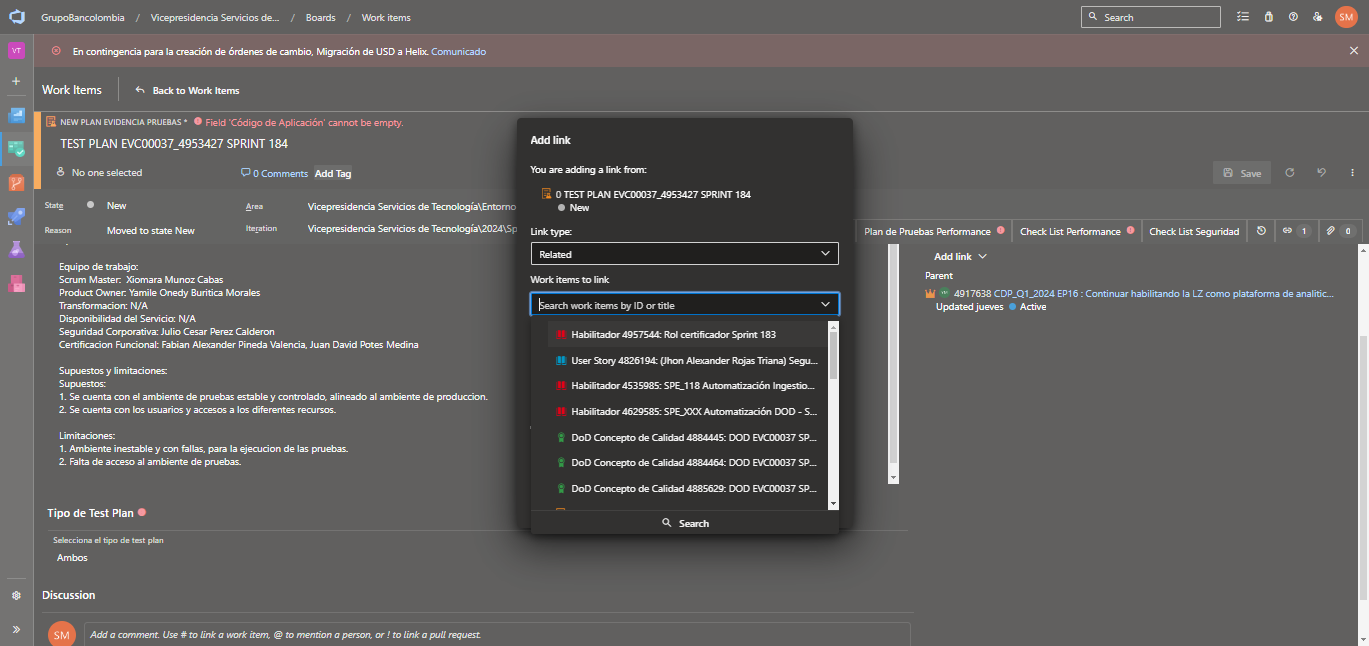 GrupoBancolombia / Vicepresidencia Servicios de... / Boards / Work items
Search
SM
VT
En contingencia para la creación de órdenes de cambio, Migración de USD a Helix. Comunicado
Work Items
Back to Work Items
NEW PLAN EVIDENCIA PRUEBAS * Field 'Código de Aplicación' cannot be empty.
TEST PLAN EVC00037_4953427 SPRINT 184
No one selected
0 Comments
Add Tag
Save
State
New
Area
Vicepresidencia Servicios de Tecnología\Entorno
Reason
Moved to state New
Iteration
Vicepresidencia Servicios de Tecnología\2024\Sp
Plan de Pruebas Performance
Check List Performance
Check List Seguridad
1
0
Equipo de trabajo:
Scrum Master: Xiomara Munoz Cabas
Product Owner: Yamile Onedy Buritica Morales
Transformacion: N/A
Disponibilidad del Servicio: N/A
Seguridad Corporativa: Julio Cesar Perez Calderon
Certificacion Funcional: Fabian Alexander Pineda Valencia, Juan David Potes Medina
Supuestos y limitaciones:
Supuestos:
1. Se cuenta con el ambiente de pruebas estable y controlado, alineado al ambiente de produccion.
2. Se cuenta con los usuarios y accesos a los diferentes recursos.
Limitaciones:
1. Ambiente inestable y con fallas, para la ejecucion de las pruebas.
2. Falta de acceso al ambiente de pruebas.
Tipo de Test Plan
Selecciona el tipo de test plan
Ambos
Discussion
SM
Add a comment. Use # to link a work item, @ to mention a person, or ! to link a pull request.
Add link
You are adding a link from:
0 TEST PLAN EVC00037_4953427 SPRINT 184
New
Link type:
Related
Work items to link
Search work items by ID or title
Habilitador 4957544: Rol certificador Sprint 183
User Story 4826194: (Jhon Alexander Rojas Triana) Segu...
Habilitador 4535985: SPE_118 Automatización Ingestio...
Habilitador 4629585: SPE_XXX Automatización DOD - S...
DoD Concepto de Calidad 4884445: DOD EVC00037 SP...
DoD Concepto de Calidad 4884464: DOD EVC00037 SP...
DoD Concepto de Calidad 4885629: DOD EVC00037 SP...
Search
Add link
Parent
4917638 CDP_Q1_2024 EP16 : Continuar habilitando la LZ como plataforma de analitic...
Updated jueves Active